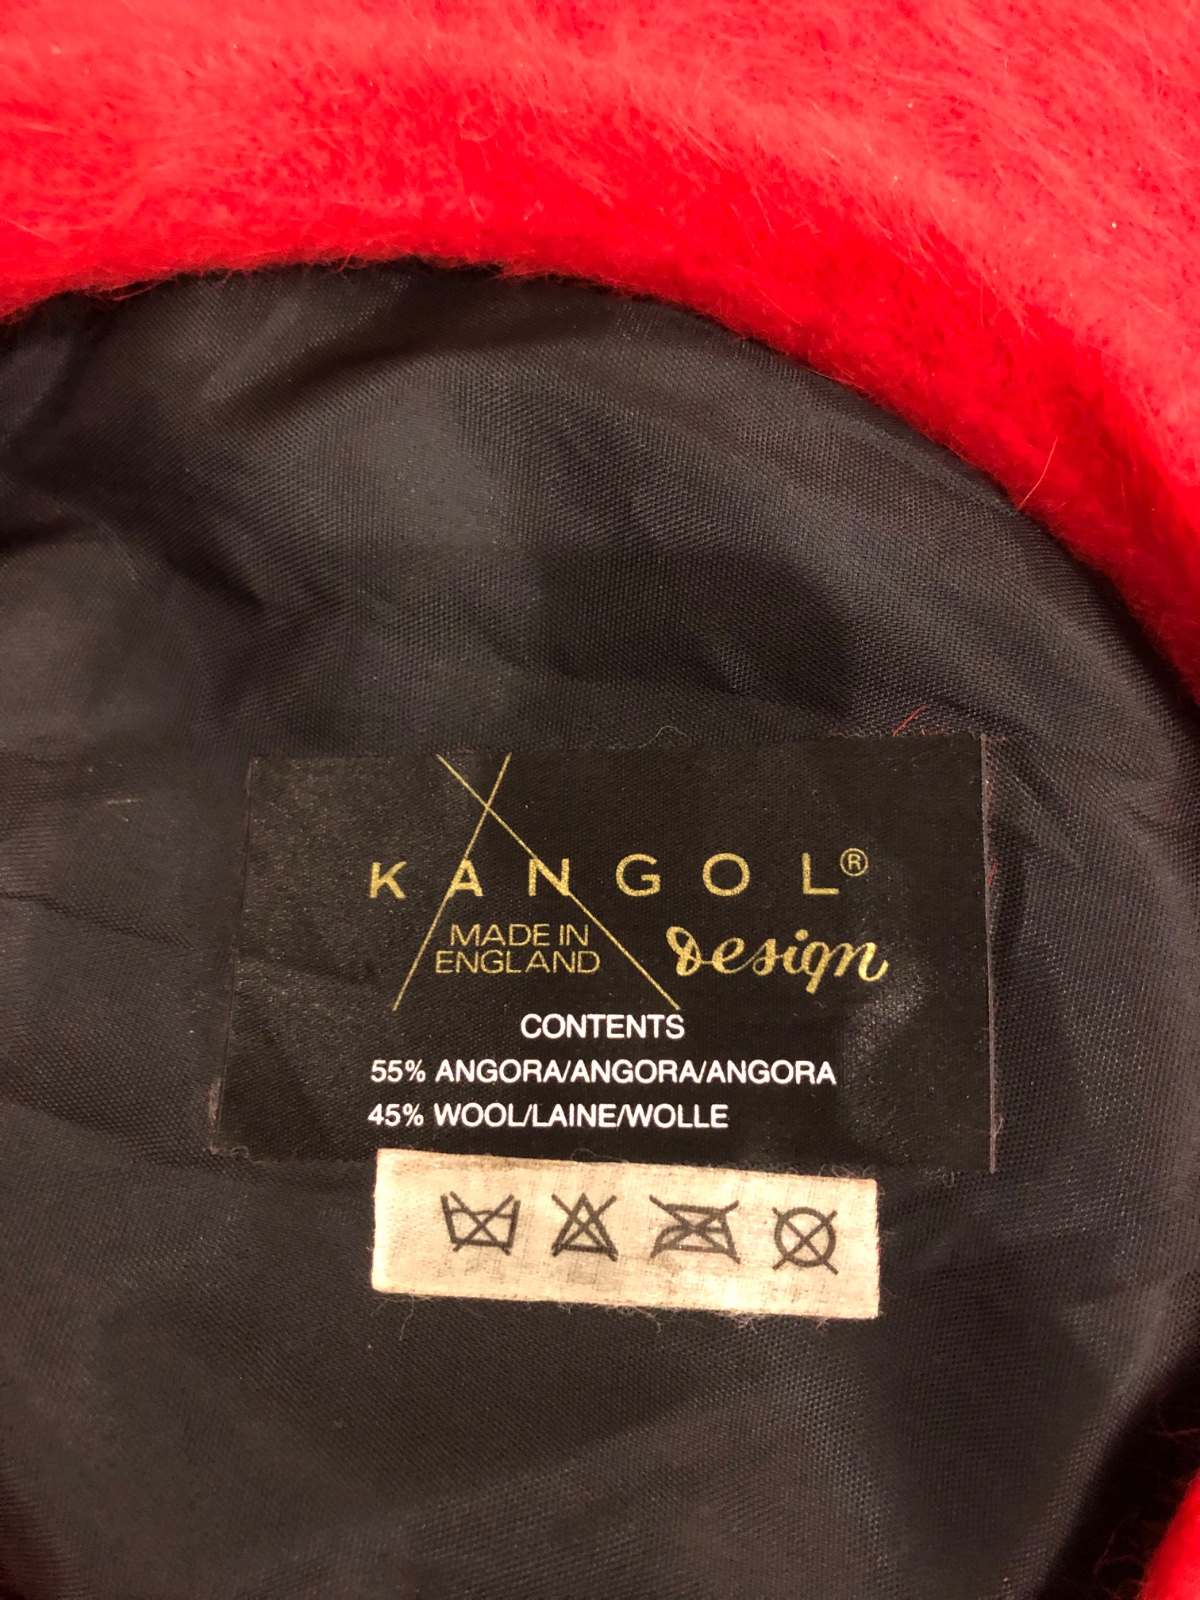 KANGOL®
MADE IN
ENGLAND
Design
CONTENTS
55% ANGORA/ANGORA/ANGORA
45% WOOL/LAINE/WOLLE